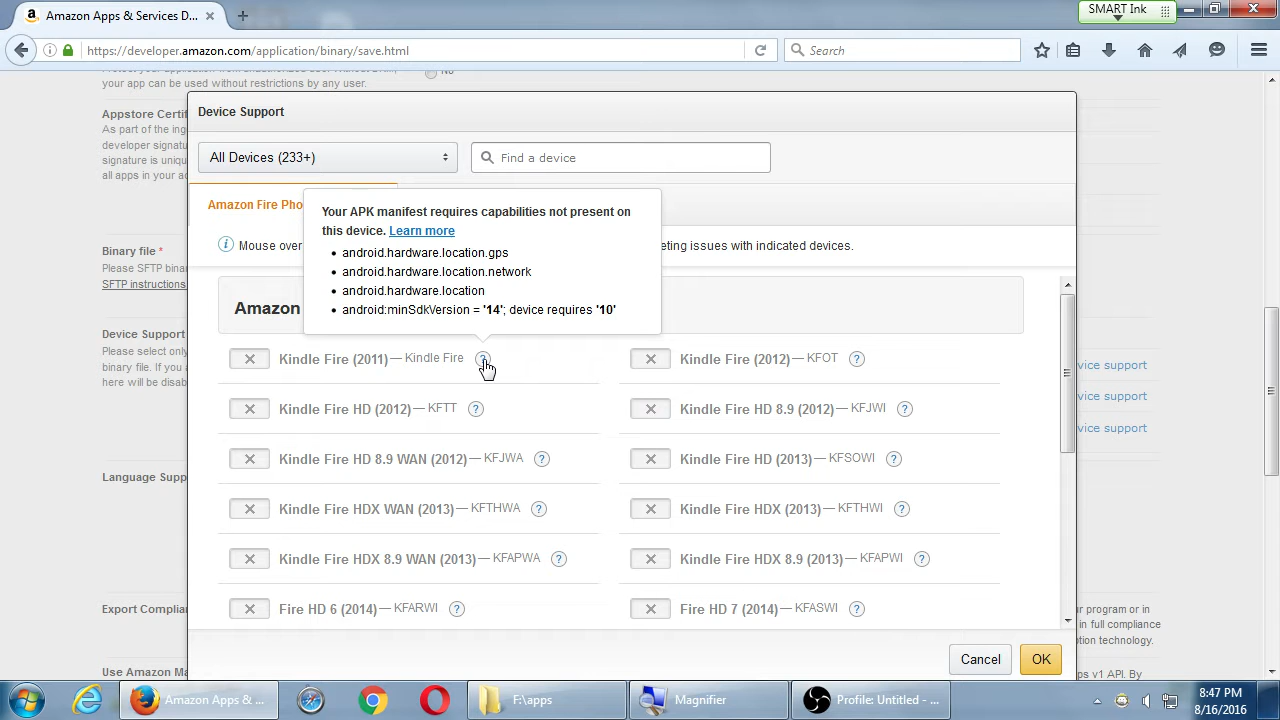 Amazon Apps & Services D...
SMART Ink
https://developer.amazon.com/application/binary/save.html
Search
your app can be used without restrictions by any user.
No
Appstore Certif
As part of the ing
developer signatu
signature is uniqu
all apps in your ac
Device Support
All Devices (233+)
Find a device
Amazon Fire Pho
Your APK manifest requires capabilities not present on
this device. Learn more
android.hardware.location.gps
android.hardware.location.network
android.hardware.location
android:minSdkVersion = '14'; device requires '10'
Mouse over
eting issues with indicated devices.
Binary file *
Please SFTP binar
SFTP instructions
Amazon
Device Support
Please select only
binary file. If you a
here will be disab
Kindle Fire (2011)— Kindle Fire ?
Kindle Fire (2012)— KFOT ?
Kindle Fire HD (2012)— KFTT ?
Kindle Fire HD 8.9 (2012)— KFJWI ?
Kindle Fire HD 8.9 WAN (2012)— KFJWA ?
Kindle Fire HD (2013)— KFSOWI ?
Kindle Fire HDX WAN (2013)— KFTHWA ?
Kindle Fire HDX (2013)— KFTHWI ?
Kindle Fire HDX 8.9 WAN (2013)— KFAPWA ?
Kindle Fire HDX 8.9 (2013)— KFAPWI ?
Fire HD 6 (2014)— KFARWI ?
Fire HD 7 (2014)— KFASWI ?
vice support
vice support
vice support
Language Supp
Export Complian
ur program or in
in full compliance
ption technology.
Cancel
OK
Use Amazon Ma
ps v1 API. By
Amazon Apps & ...
F:\apps
Magnifier
Profile: Untitled - ...
8:47 PM
8/16/2016